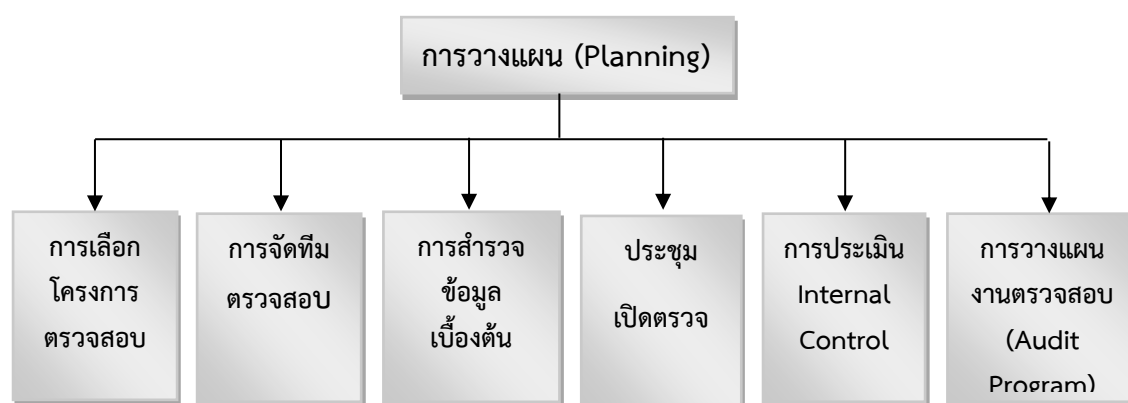 การวางแผน (Planning)
การเลือก
โครงการ
ตรวจสอบ
การจัดทีม
ตรวจสอบ
การสำรวจ
ข้อมูล
เบื้องต้น
ประชุม
เปิดตรวจ
การประเมิน
Internal
Control
การวางแผน
งานตรวจสอบ
(Audit
Program)